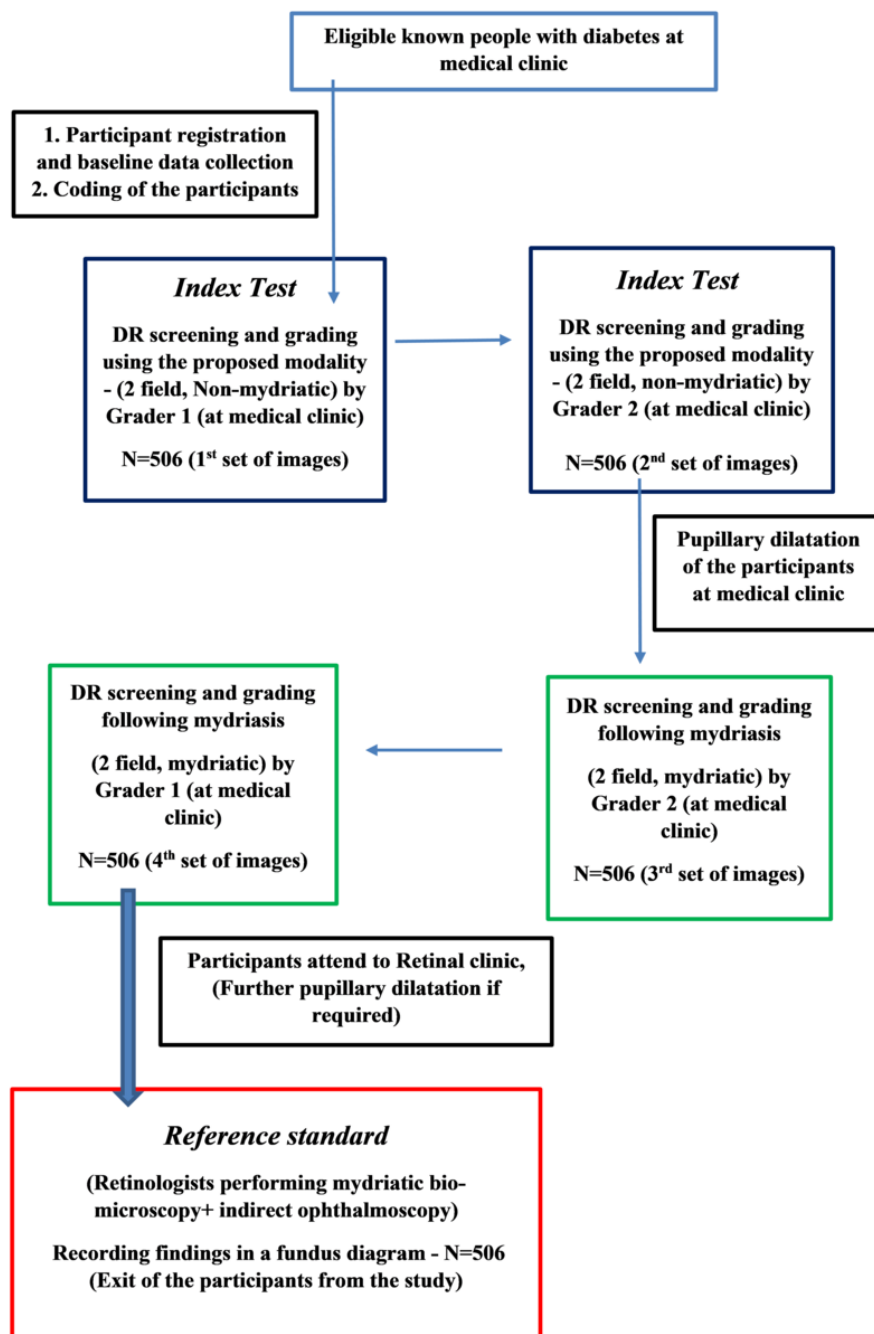 Eligible known people with diabetes at
medical clinic
1. Participant registration
and baseline data collection
2. Coding of the participants
Index Test
DR screening and grading
using the proposed modality
- (2 field, Non-mydriatic) by
Grader 1 (at medical clinic)
N=506 (1st set of images)
Index Test
DR screening and grading
using the proposed modality
- (2 field, non-mydriatic) by
Grader 2 (at medical clinic)
N=506 (2nd set of images)
Pupillary dilatation
of the participants
at medical clinic
DR screening and grading
following mydriasis
(2 field, mydriatic) by
Grader 2 (at medical
clinic)
N=506 (3rd set of images)
DR screening and grading
following mydriasis
(2 field, mydriatic) by
Grader 1 (at medical
clinic)
N=506 (4th set of images)
Participants attend to Retinal clinic,
(Further pupillary dilatation if
required)
Reference standard
(Retinologists performing mydriatic bio-
microscopy+ indirect ophthalmoscopy)
Recording findings in a fundus diagram - N=506
(Exit of the participants from the study)